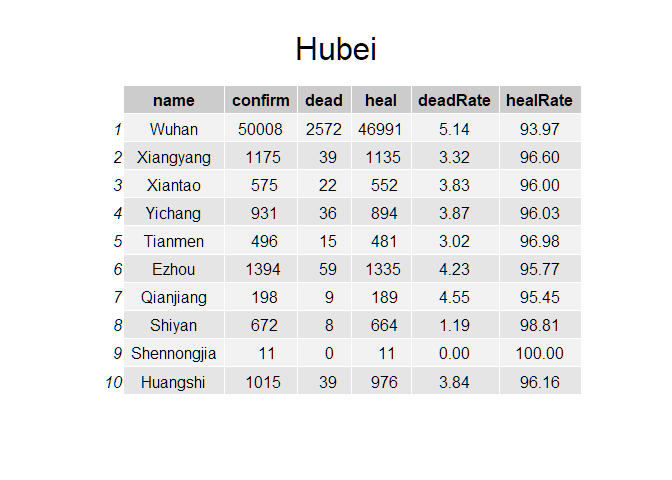 Hubei
name confirm dead heal deadRate healRate
1 Wuhan 50008 2572 46991 5.14 93.97
2 Xiangyang 1175 39 1135 3.32 96.60
3 Xiantao 575 22 552 3.83 96.00
4 Yichang 931 36 894 3.87 96.03
5 Tianmen 496 15 481 3.02 96.98
6 Ezhou 1394 59 1335 4.23 95.77
7 Qianjiang 198 9 189 4.55 95.45
8 Shiyan 672 8 664 1.19 98.81
9 Shennongjia 11 0 11 0.00 100.00
10 Huangshi 1015 39 976 3.84 96.16